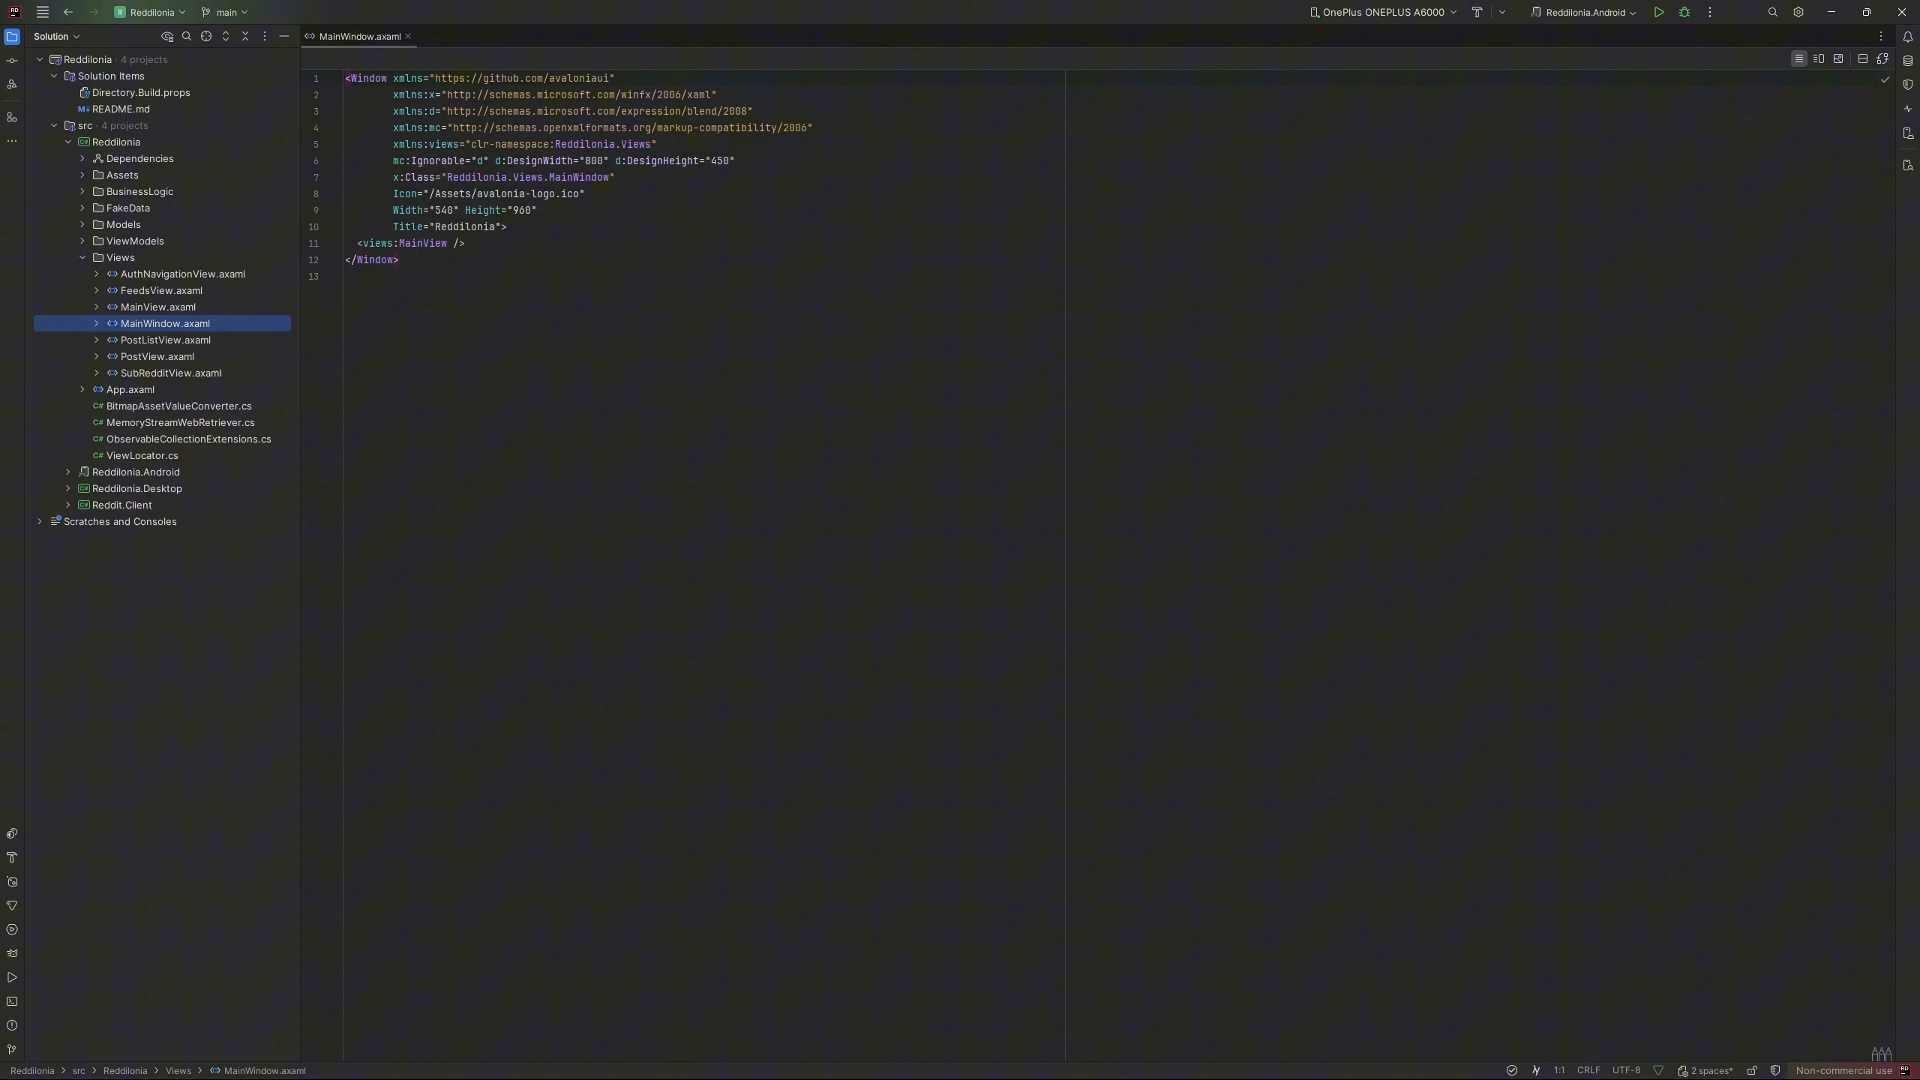 RD Reddilonia main OnePlus ONEPLUS A6000 Reddilonia.Android
Solution
MainWindow.axaml
Reddilonia · 4 projects
Solution Items
Directory.Build.props
M↓ README.md
src · 4 projects
C# Reddilonia
Dependencies
Assets
BusinessLogic
FakeData
Models
ViewModels
Views
AuthNavigationView.axaml
FeedsView.axaml
MainView.axaml
MainWindow.axaml
PostListView.axaml
PostView.axaml
SubRedditView.axaml
App.axaml
C# BitmapAssetValueConverter.cs
C# MemoryStreamWebRetriever.cs
C# ObservableCollectionExtensions.cs
C# ViewLocator.cs
Reddilonia.Android
C# Reddilonia.Desktop
C# Reddit.Client
Scratches and Consoles
1 <Window xmlns="https://github.com/avaloniaui"
2 xmlns:x="http://schemas.microsoft.com/winfx/2006/xaml"
3 xmlns:d="http://schemas.microsoft.com/expression/blend/2008"
4 xmlns:mc="http://schemas.openxmlformats.org/markup-compatibility/2006"
5 xmlns:views="clr-namespace:Reddilonia.Views"
6 mc:Ignorable="d" d:DesignWidth="800" d:DesignHeight="450"
7 x:Class="Reddilonia.Views.MainWindow"
8 Icon="/Assets/avalonia-logo.ico"
9 Width="540" Height="960"
10 Title="Reddilonia">
11 <views:MainView />
12 </Window>
13
Reddilonia > src > Reddilonia > Views > MainWindow.axaml 1:1 CRLF UTF-8 2 spaces* Non-commercial use RD